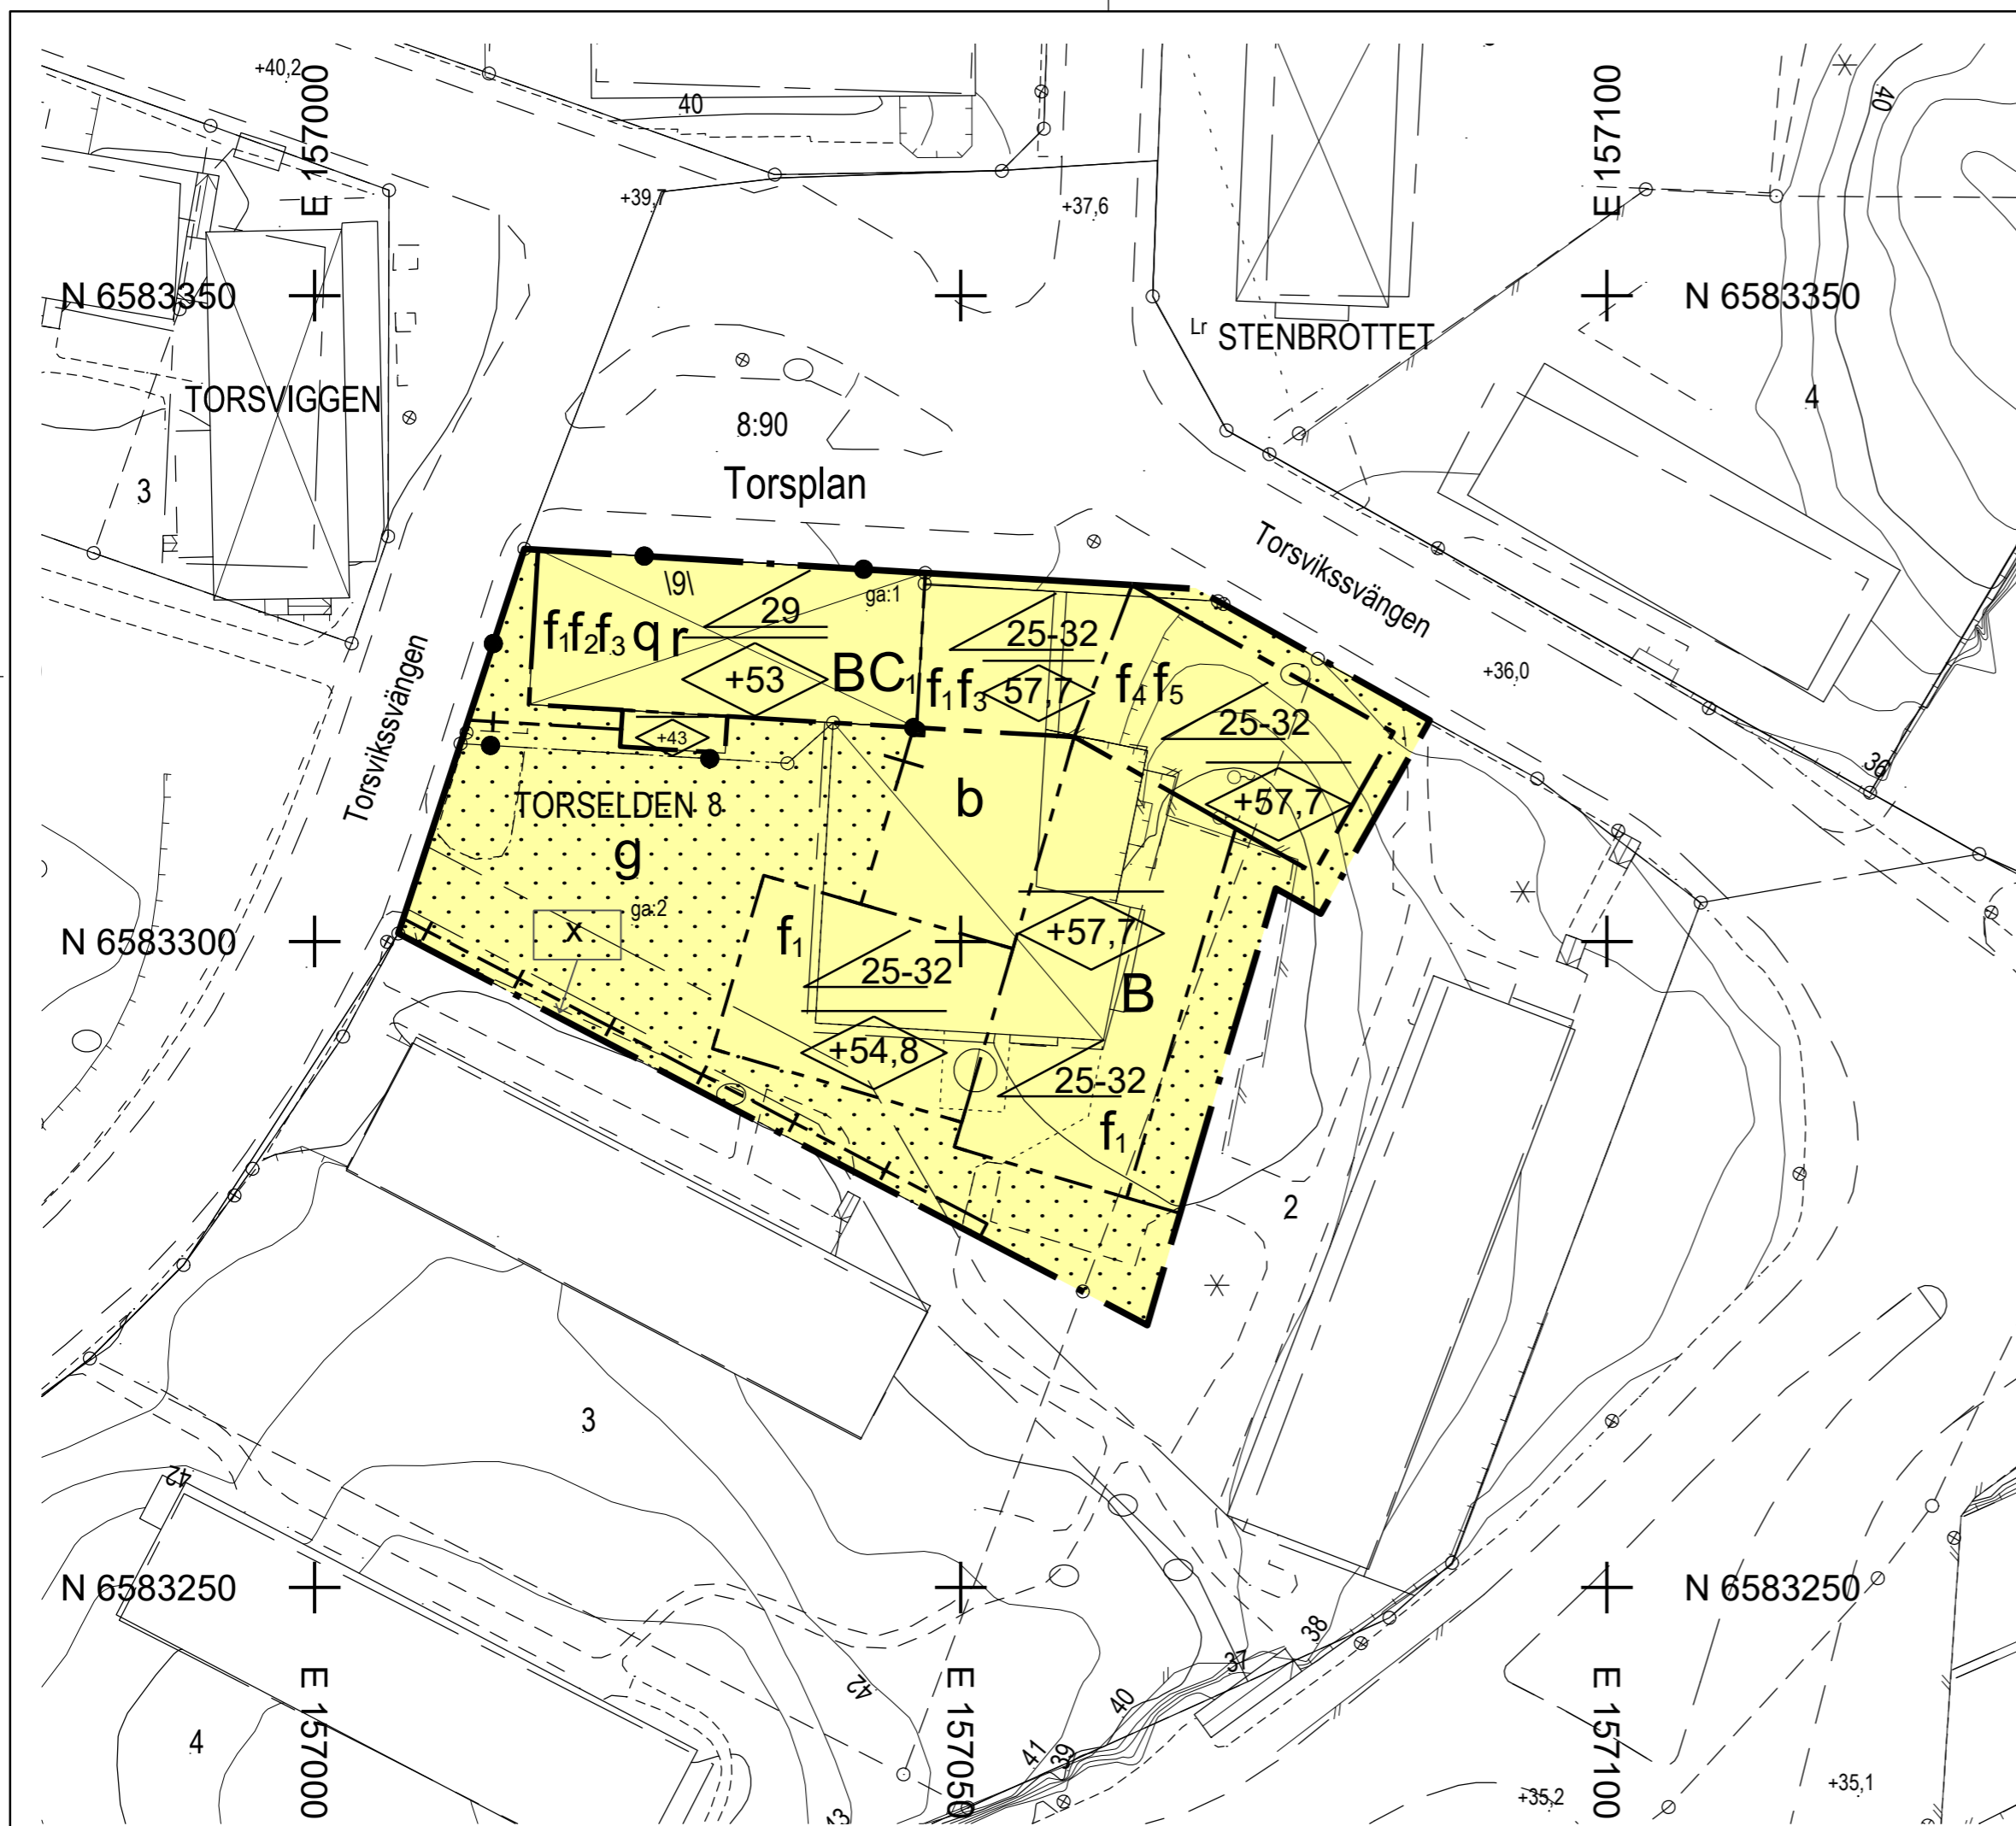 +40,2
E 157000
40
E 157100
40
+39,7
+37,6
N 6583350
N 6583350
Lr STENBROTTET
TORSVIGGEN
4
8:90
3
Torsplan
Torsvikssvängen
\9\
29
ga:1
25-32
f1f2f3 q r
BC1
+53
f1f3
57,7
f4 f5
+36,0
25-32
+43
Torsvikssvängen
36
TORSELDEN 8
b
+57,7
g
ga:2
x
f1
N 6583300
+57,7
25-32
B
+54,8
25-32
f1
2
3
42
N 6583250
N 6583250
38
37
E 157000
42
E 157050
40
E 157100
4
41
39
+35,2
+35,1
43